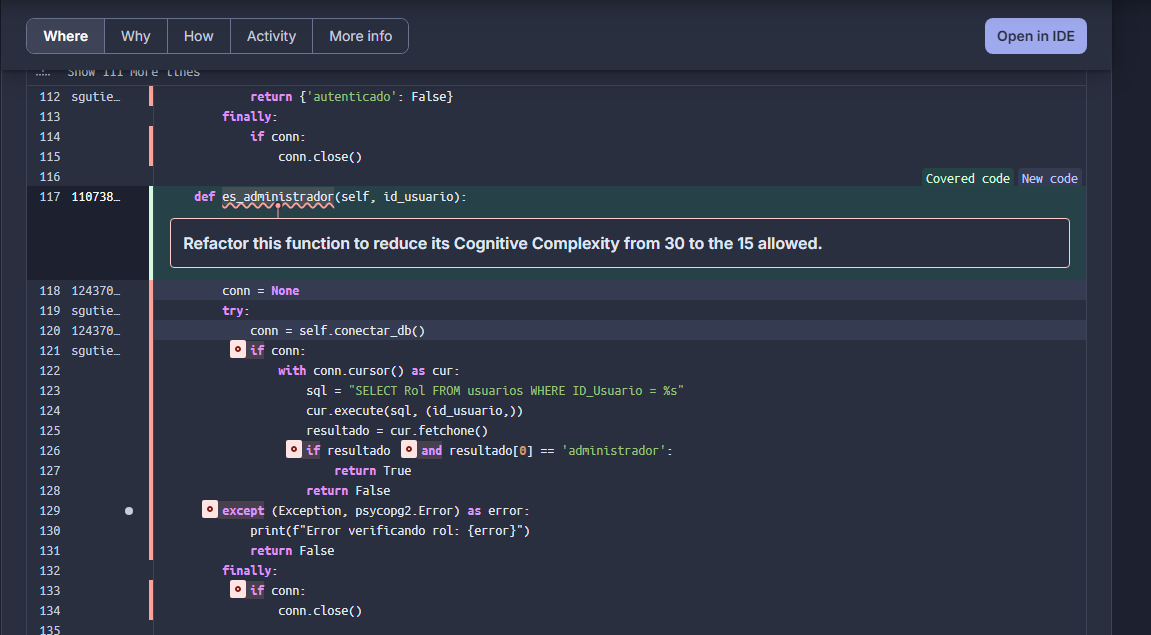 Where Why How Activity More info Open in IDE
Show 111 More lines
112 sgutie… return {'autenticado': False}
113 finally:
114 if conn:
115 conn.close()
116
Covered code New code
117 110738… def es_administrador(self, id_usuario):
Refactor this function to reduce its Cognitive Complexity from 30 to the 15 allowed.
118 124370… conn = None
119 sgutie… try:
120 124370… conn = self.conectar_db()
121 sgutie… if conn:
122 with conn.cursor() as cur:
123 sql = "SELECT Rol FROM usuarios WHERE ID_Usuario = %s"
124 cur.execute(sql, (id_usuario,))
125 resultado = cur.fetchone()
126 if resultado and resultado[0] == 'administrador':
127 return True
128 return False
129 except (Exception, psycopg2.Error) as error:
130 print(f"Error verificando rol: {error}")
131 return False
132 finally:
133 if conn:
134 conn.close()
135